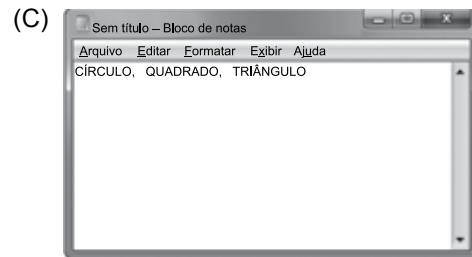 (C)
Sem título – Bloco de notas
Arquivo Editar Formatar Exibir Ajuda
CÍRCULO, QUADRADO, TRIÂNGULO